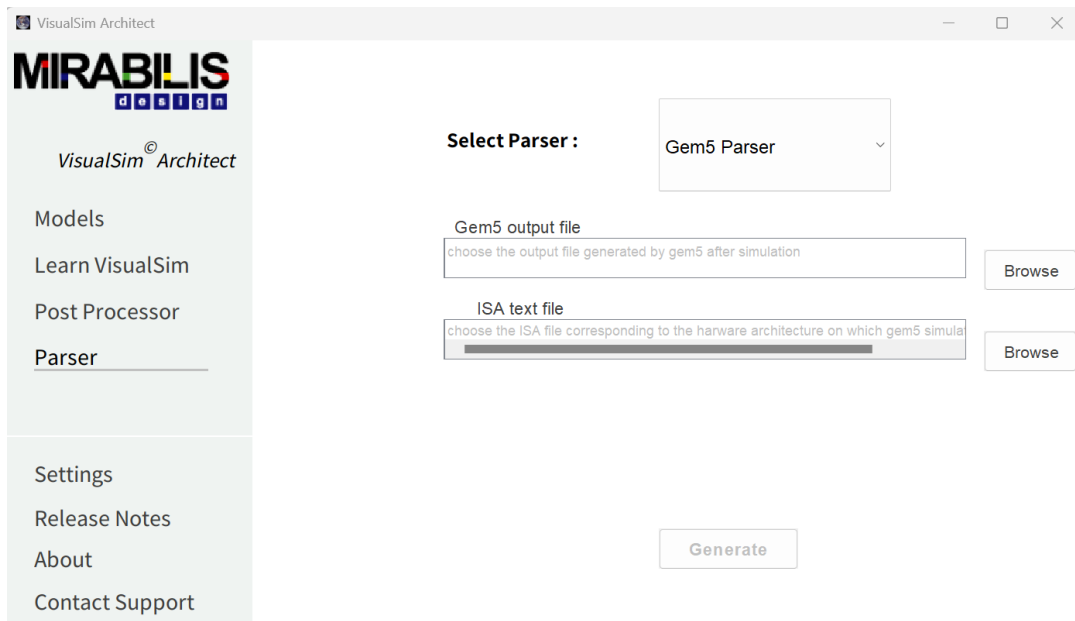 VisualSim Architect
MIRABILIS
design
VisualSim©Architect
Models
Learn VisualSim
Post Processor
Parser
Settings
Release Notes
About
Contact Support
Select Parser :
Gem5 Parser
Gem5 output file
choose the output file generated by gem5 after simulation
Browse
ISA text file
choose the ISA file corresponding to the harware architecture on which gem5 simula
Browse
Generate